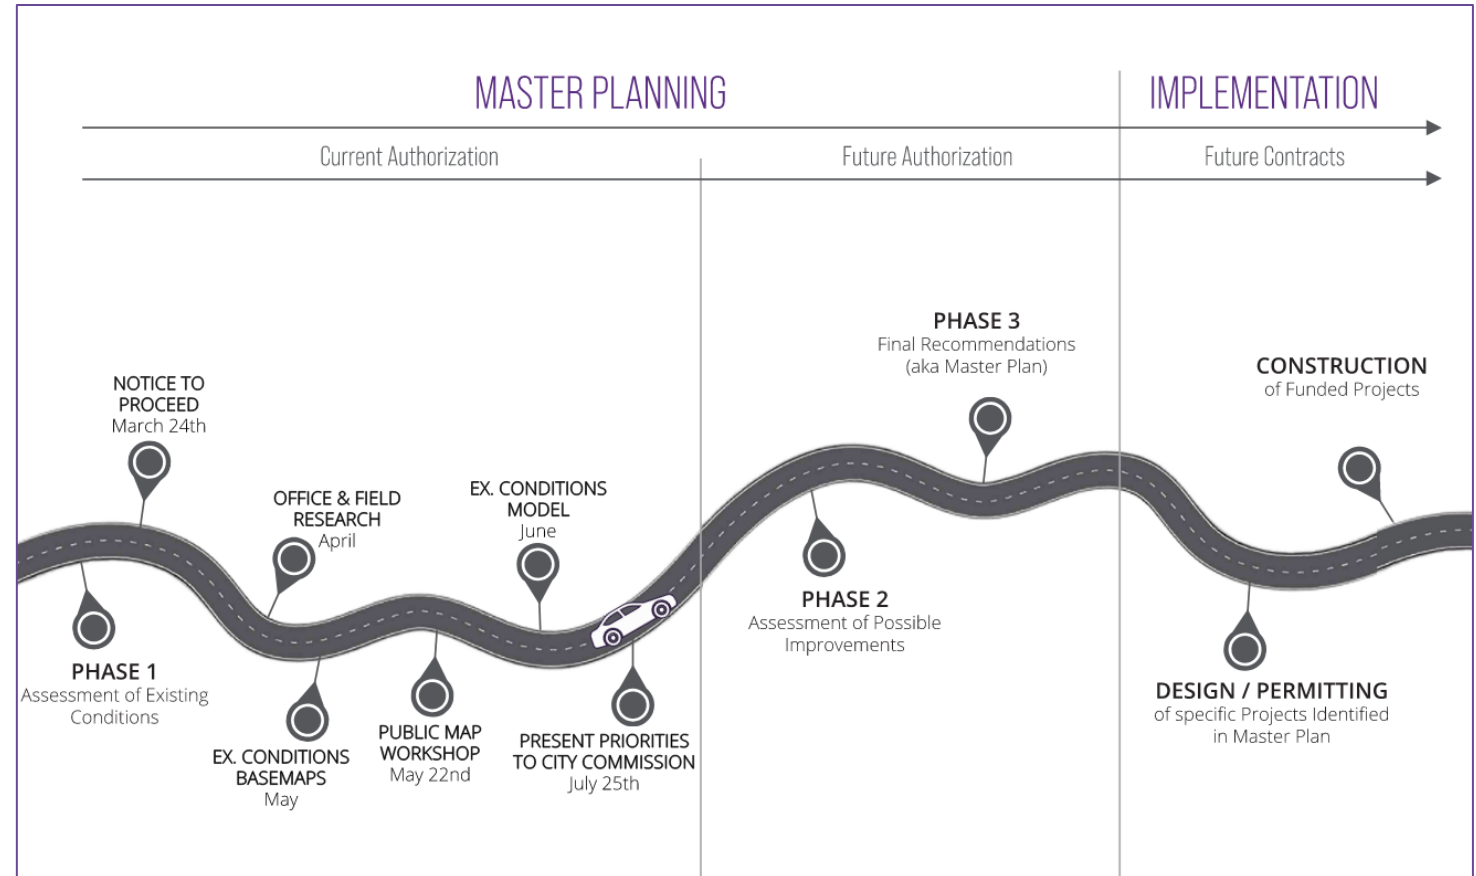 MASTER PLANNING
IMPLEMENTATION
Current Authorization
Future Authorization
Future Contracts
NOTICE TO
PROCEED
March 24th
PHASE 1
Assessment of Existing
Conditions
OFFICE & FIELD
RESEARCH
April
EX. CONDITIONS
BASEMAPS
May
PUBLIC MAP
WORKSHOP
May 22nd
EX. CONDITIONS
MODEL
June
PRESENT PRIORITIES
TO CITY COMMISSION
July 25th
PHASE 2
Assessment of Possible
Improvements
PHASE 3
Final Recommendations
(aka Master Plan)
DESIGN / PERMITTING
of specific Projects Identified
in Master Plan
CONSTRUCTION
of Funded Projects